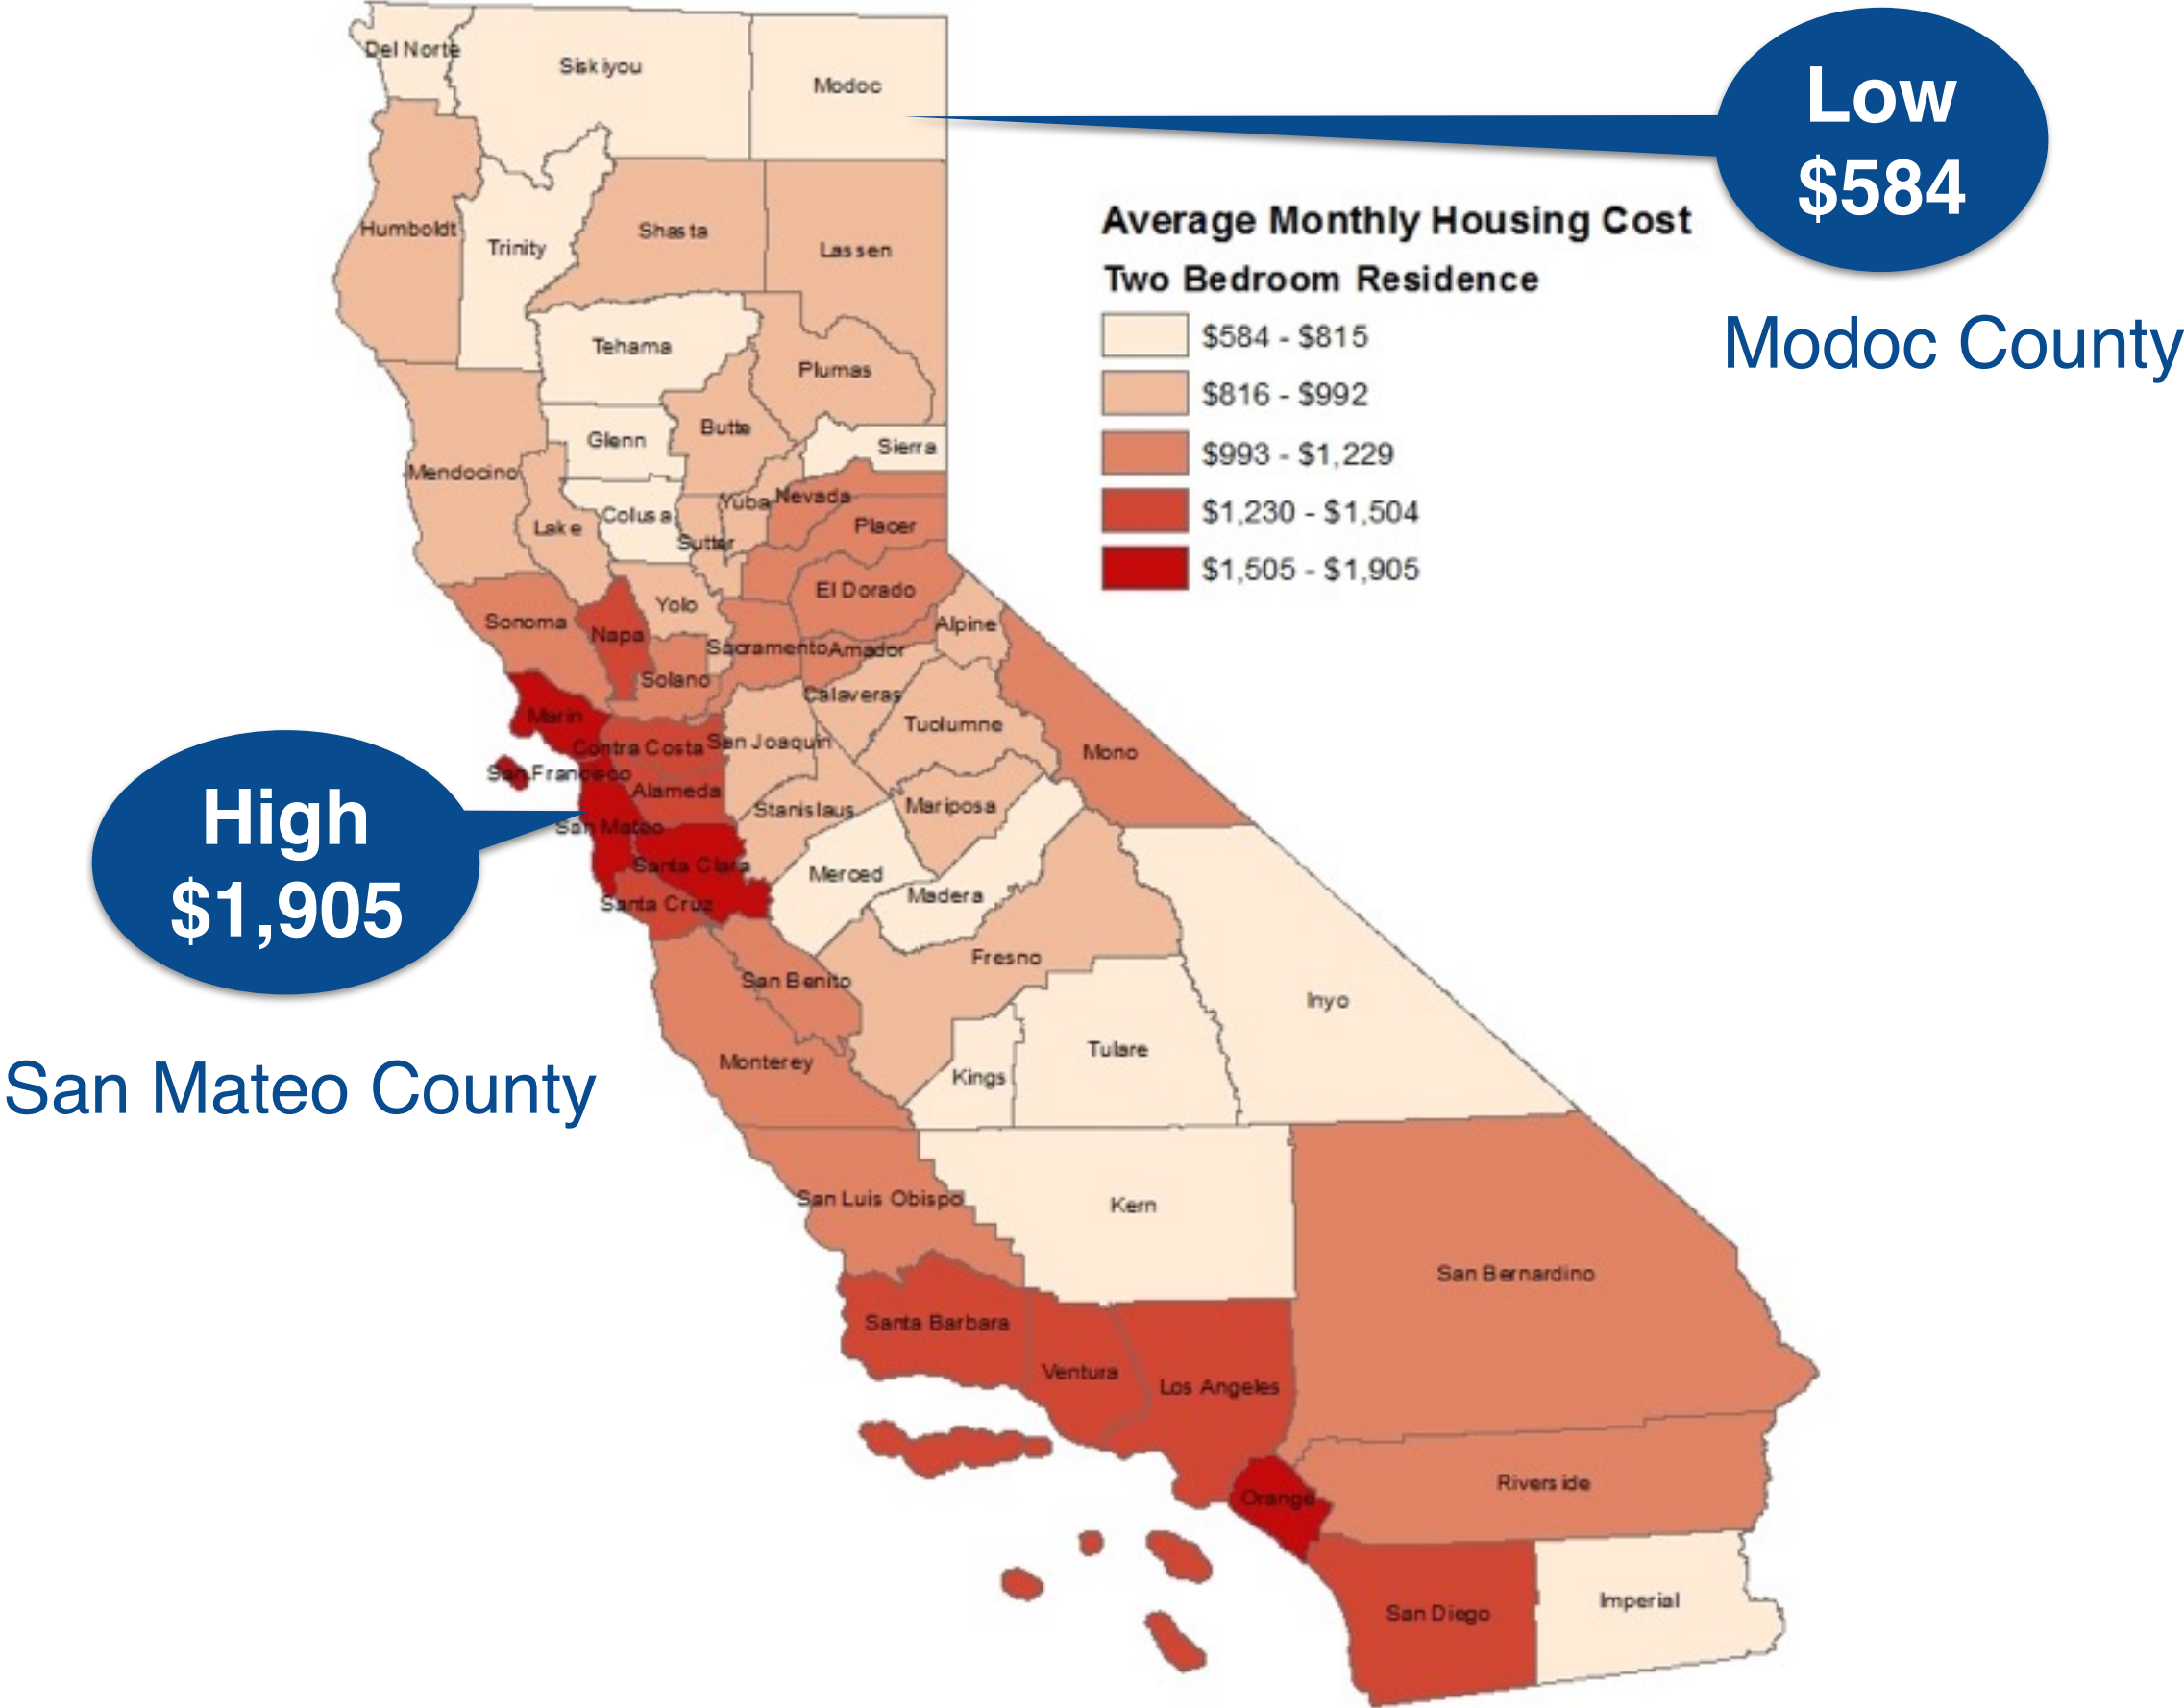 Del Norte
Siskiyou
Modoc
Low
$584
Modoc County
Average Monthly Housing Cost
Two Bedroom Residence
$584 - $815
$816 - $992
$993 - $1,229
$1,230 - $1,504
$1,505 - $1,905
Humboldt
Trinity
Shasta
Lassen
Tehama
Plumas
Glenn
Butte
Sierra
Mendocino
Lake
Colusa
Yuba
Nevada
Sutter
Placer
El Dorado
Sonoma
Napa
Yolo
Alpine
Sacramento
Amador
Solano
Calaveras
Marin
Tuolumne
Contra Costa
San Joaquin
Mono
San Francisco
Alameda
Stanislaus
Mariposa
High
$1,905
San Mateo County
San Mateo
Santa Clara
Merced
Madera
Santa Cruz
Fresno
San Benito
Inyo
Monterey
Kings
Tulare
San Luis Obispo
Kern
San Bernardino
Santa Barbara
Ventura
Los Angeles
Orange
Riverside
San Diego
Imperial